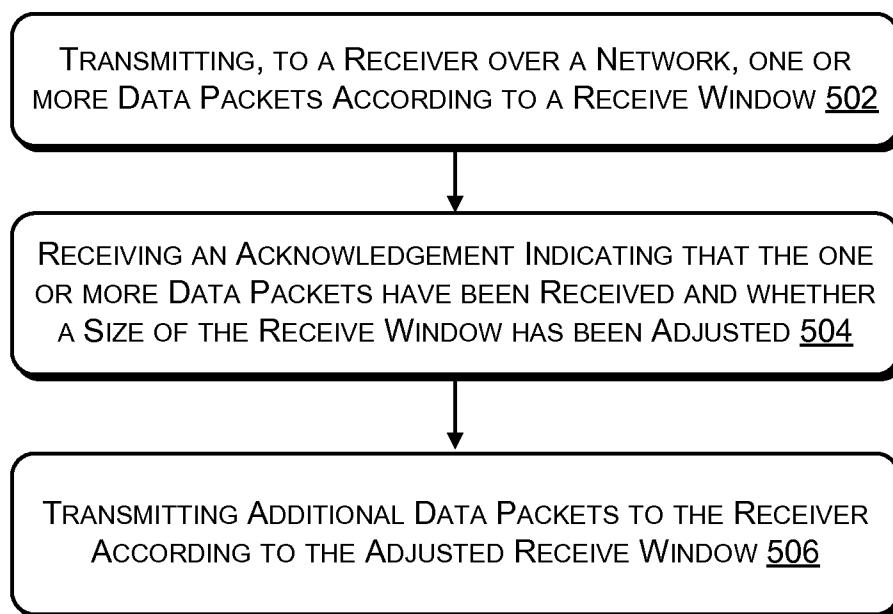 TRANSMITTING, TO A RECEIVER OVER A NETWORK, ONE OR
MORE DATA PACKETS ACCORDING TO A RECEIVE WINDOW 502
RECEIVING AN ACKNOWLEDGEMENT INDICATING THAT THE ONE
OR MORE DATA PACKETS HAVE BEEN RECEIVED AND WHETHER
A SIZE OF THE RECEIVE WINDOW HAS BEEN ADJUSTED 504
TRANSMITTING ADDITIONAL DATA PACKETS TO THE RECEIVER
ACCORDING TO THE ADJUSTED RECEIVE WINDOW 506